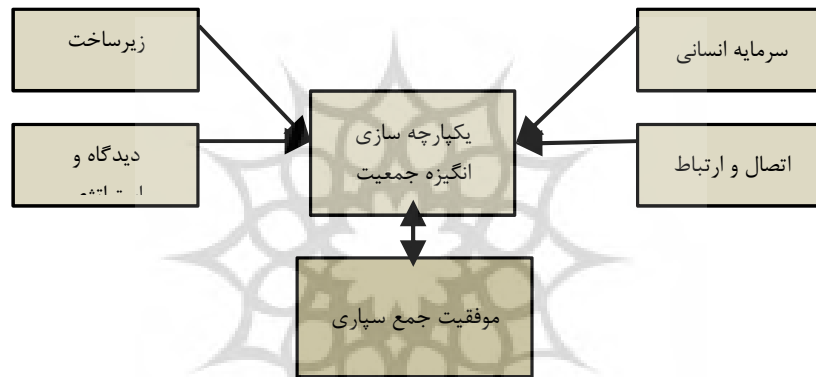 سرمایه انسانی
زیرساخت
یکپارچه سازی
انگیزه جمعیت
اتصال و ارتباط
دیدگاه و
موفقیت جمع سپاری